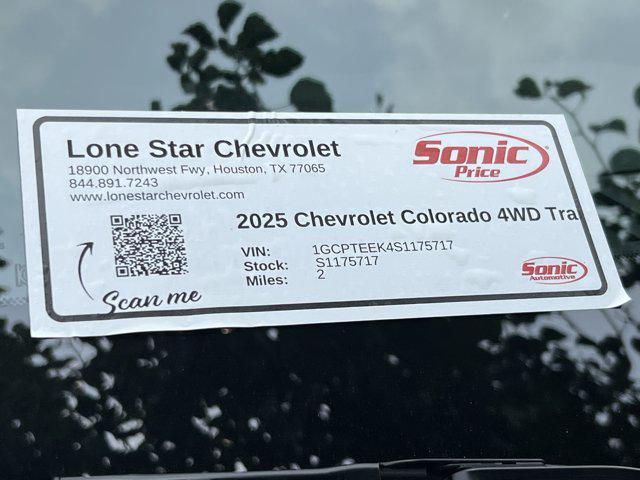 Lone Star Chevrolet
18900 Northwest Fwy, Houston, TX 77065
844.891.7243
www.lonestarchevrolet.com
Sonic
Price
2025 Chevrolet Colorado 4WD Tra
VIN: 1GCPTEEK4S1175717
Stock: S1175717
Miles: 2
Scan me
Sonic
Automotive